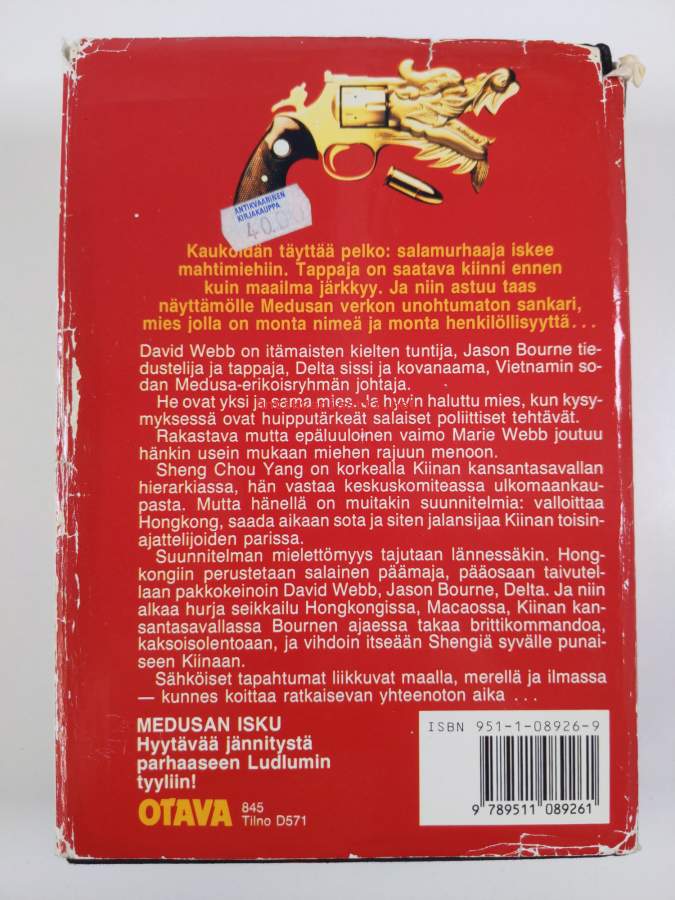 ANTIKVAARINEN
KIRJAKAUPPA
40.00
Kaukoidän täyttää pelko: salamurhaaja iskee
mahtimiehiin. Tappaja on saatava kiinni ennen
kuin maailma järkkyy. Ja niin astuu taas
näyttämölle Medusan verkon unohtumaton sankari,
mies jolla on monta nimeä ja monta henkilöllisyyttä...
David Webb on itämaisten kielten tuntija, Jason Bourne tie-
dustelija ja tappaja, Delta sissi ja kovanaama, Vietnamin so-
dan Medusa-erikoisryhmän johtaja.
He ovat yksi ja sama mies. Ja hyvin haluttu mies, kun kysy-
myksessä ovat huipputärkeät salaiset poliittiset tehtävät.
Rakastava mutta epäluuloinen vaimo Marie Webb joutuu
hänkin usein mukaan miehen rajuun menoon.
Sheng Chou Yang on korkealla Kiinan kansantasavallan
hierarkiassa, hän vastaa keskuskomiteassa ulkomaankau-
pasta. Mutta hänellä on muitakin suunnitelmia: valloittaa
Hongkong, saada aikaan sota ja siten jalansijaa Kiinan toisin-
ajattelijoiden parissa.
Suunnitelman mielettömyys tajutaan lännessäkin. Hong-
kongiin perustetaan salainen päämaja, pääosaan taivutel-
laan pakkokeinoin David Webb, Jason Bourne, Delta. Ja niin
alkaa hurja seikkailu Hongkongissa, Macaossa, Kiinan kan-
santasavallassa Bournen ajaessa takaa brittikommandoa,
kaksoisolentoaan, ja vihdoin itseään Shengiä syvälle punai-
seen Kiinaan.
Sähköiset tapahtumat liikkuvat maalla, merellä ja ilmassa
— kunnes koittaa ratkaisevan yhteenoton aika ...
MEDUSAN ISKU
Hyytävää jännitystä
parhaaseen Ludlumin
tyyliin!
OTAVA
845
Tilno D571
ISBN 951-1-08926-9
9 789511 089261